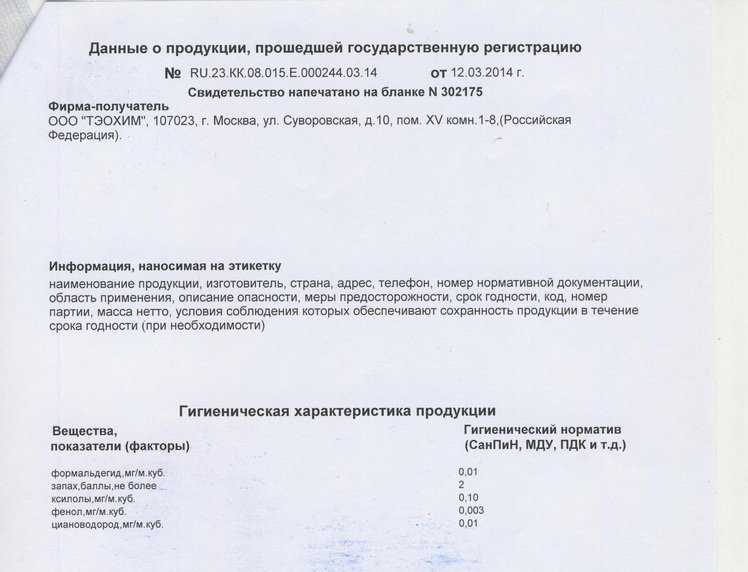 Данные о продукции, прошедшей государственную регистрацию
№ RU.23.КК.08.015.Е.000244.03.14 от 12.03.2014 г.
Свидетельство напечатано на бланке N 302175
Фирма-получатель
ООО "ТЭОХИМ", 107023, г. Москва, ул. Суворовская, д.10, пом. XV комн.1-8,(Российская
Федерация).
Информация, наносимая на этикетку
наименование продукции, изготовитель, страна, адрес, телефон, номер нормативной документации,
область применения, описание опасности, меры предосторожности, срок годности, код, номер
партии, масса нетто, условия соблюдения которых обеспечивают сохранность продукции в течение
срока годности (при необходимости)
Гигиеническая характеристика продукции
Вещества, Гигиенический норматив
показатели (факторы) (СанПиН, МДУ, ПДК и т.д.)
формальдегид,мг/м.куб. 0,01
запах,баллы,не более 2
ксилолы,мг/м.куб. 0,10
фенол,мг/м.куб. 0,003
циановодород,мг/м.куб. 0,01